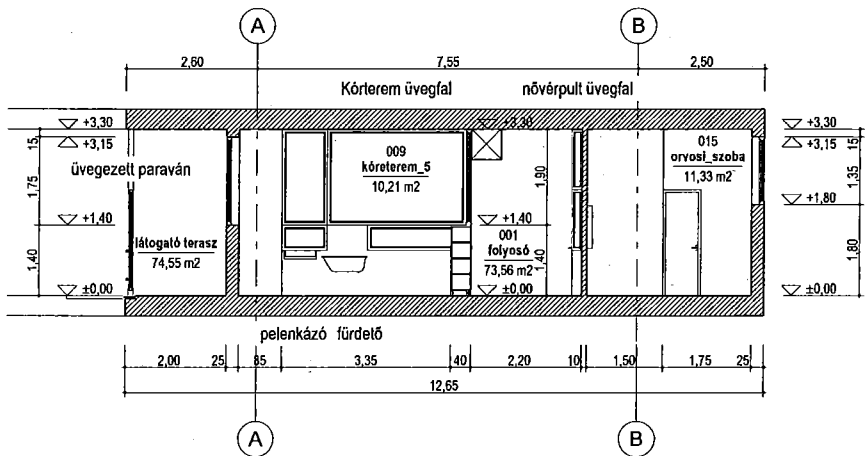 A
B
2,60
7,55
2,50
Kórterem üvegfal
nővérpult üvegfal
+3,30
+3,30
+3,30
15
+3,15
009
kóreterem_5
10,21 m2
015
orvosi_szoba
11,33 m2
15
+3,15
üvegezett paraván
1,75
1,90
1,35
+1,40
+1,40
+1,80
látogató terasz
74,55 m2
001
folyosó
73,56 m2
1,40
1,40
1,80
±0,00
±0,00
±0,00
pelenkázó fürdető
2,00
25
85
3,35
40
2,20
10
1,50
1,75
25
12,65
A
B